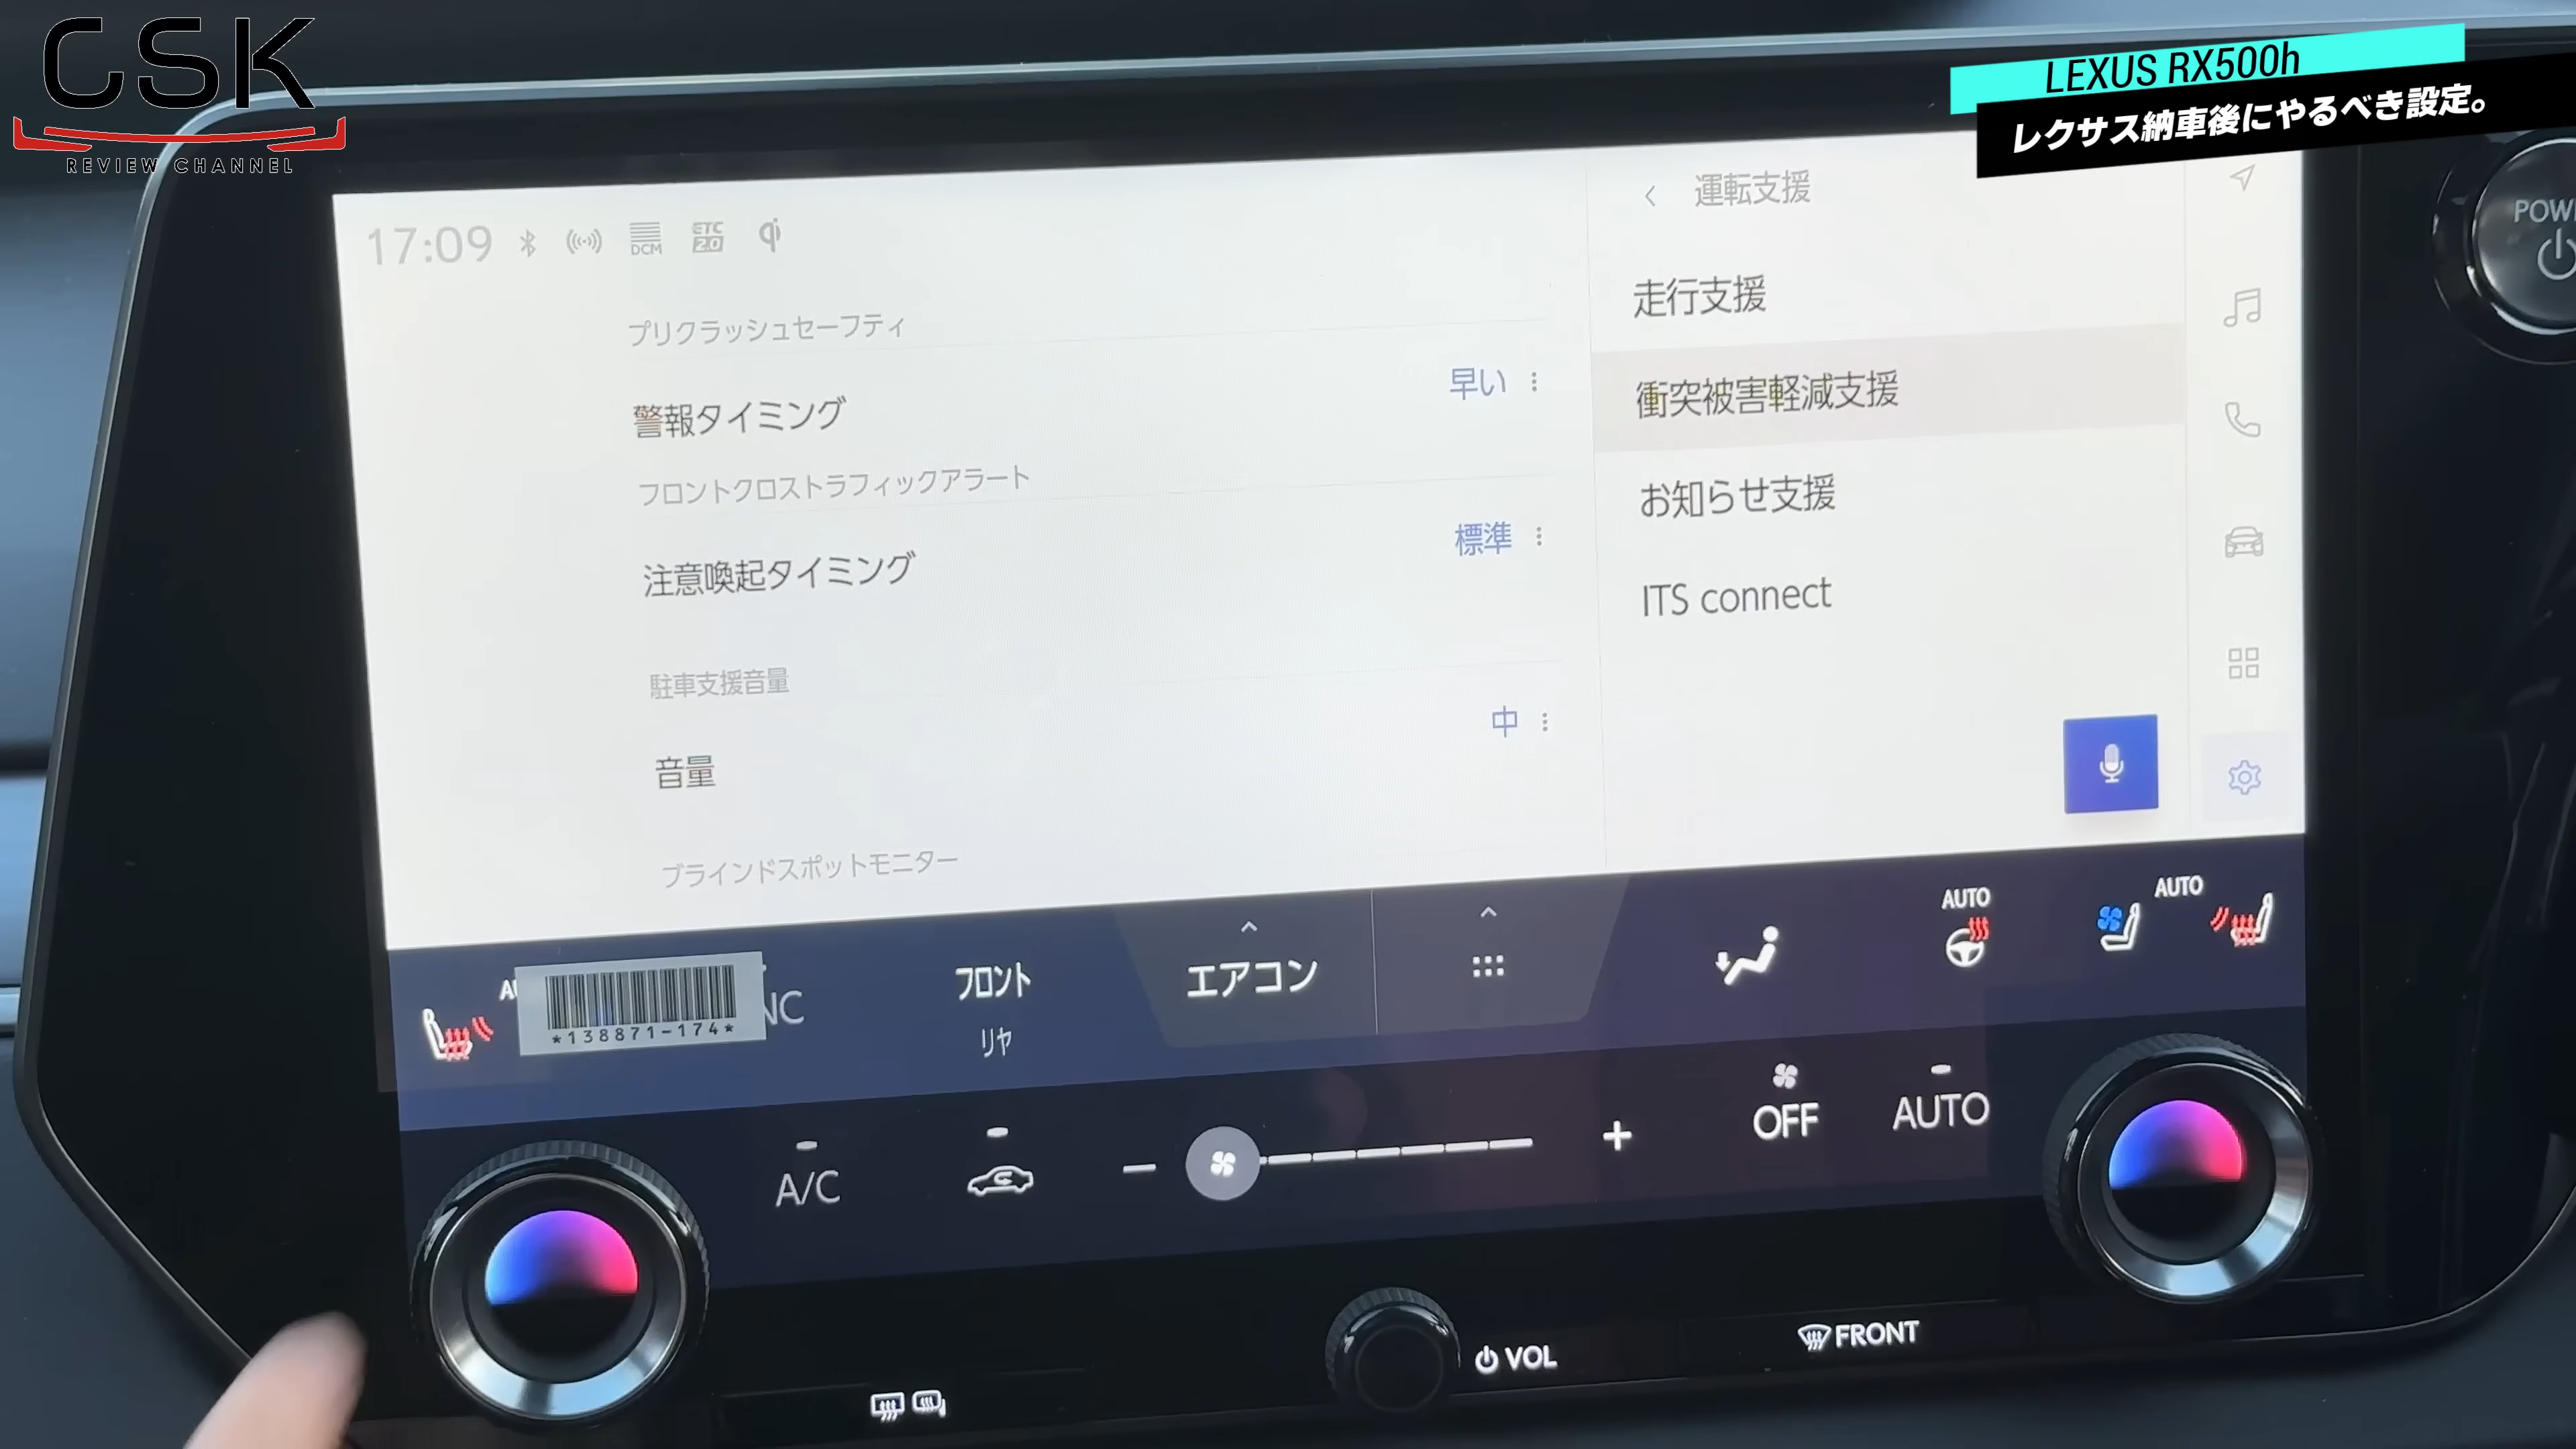 CSK
REVIEW CHANNEL
LEXUS RX500h
レクサス納車後にやるべき設定。
17:09
DCM
ETC
2.0
プリクラッシュセーフティ
警報タイミング
早い
フロントクロストラフィックアラート
注意喚起タイミング
標準
駐車支援音量
音量
中
ブラインドスポットモニター
運転支援
走行支援
衝突被害軽減支援
お知らせ支援
ITS connect
*138871-174*
フロント
リヤ
エアコン
AUTO
AUTO
A/C
OFF
AUTO
VOL
FRONT